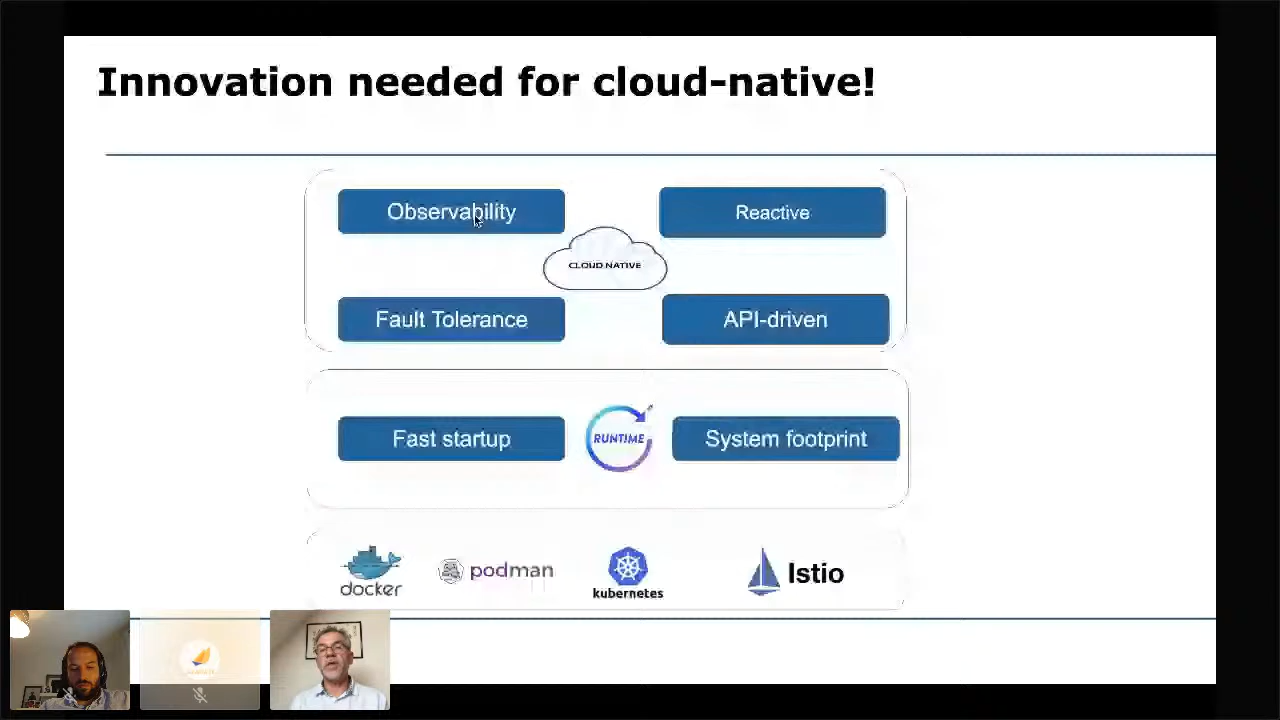 Innovation needed for cloud-native!
Observability
Reactive
CLOUD NATIVE
Fault Tolerance
API-driven
Fast startup
RUNTIME
System footprint
docker
podman
kubernetes
Istio